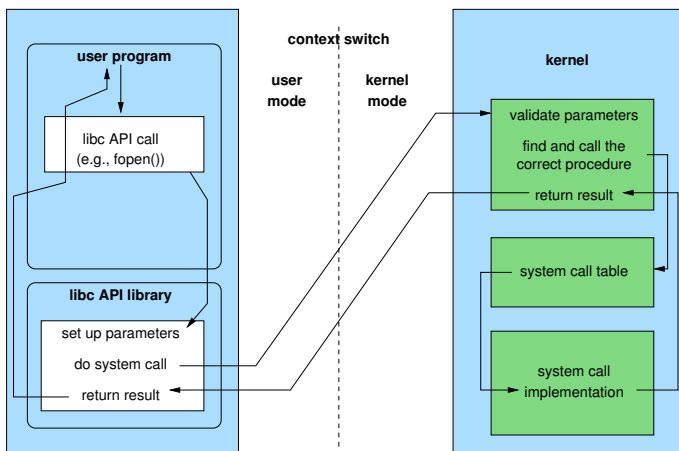 user program
libc API call
(e.g., fopen())
libc API library
set up parameters
do system call
return result
context switch
user
mode
kernel
mode
kernel
validate parameters
find and call the
correct procedure
return result
system call table
system call
implementation